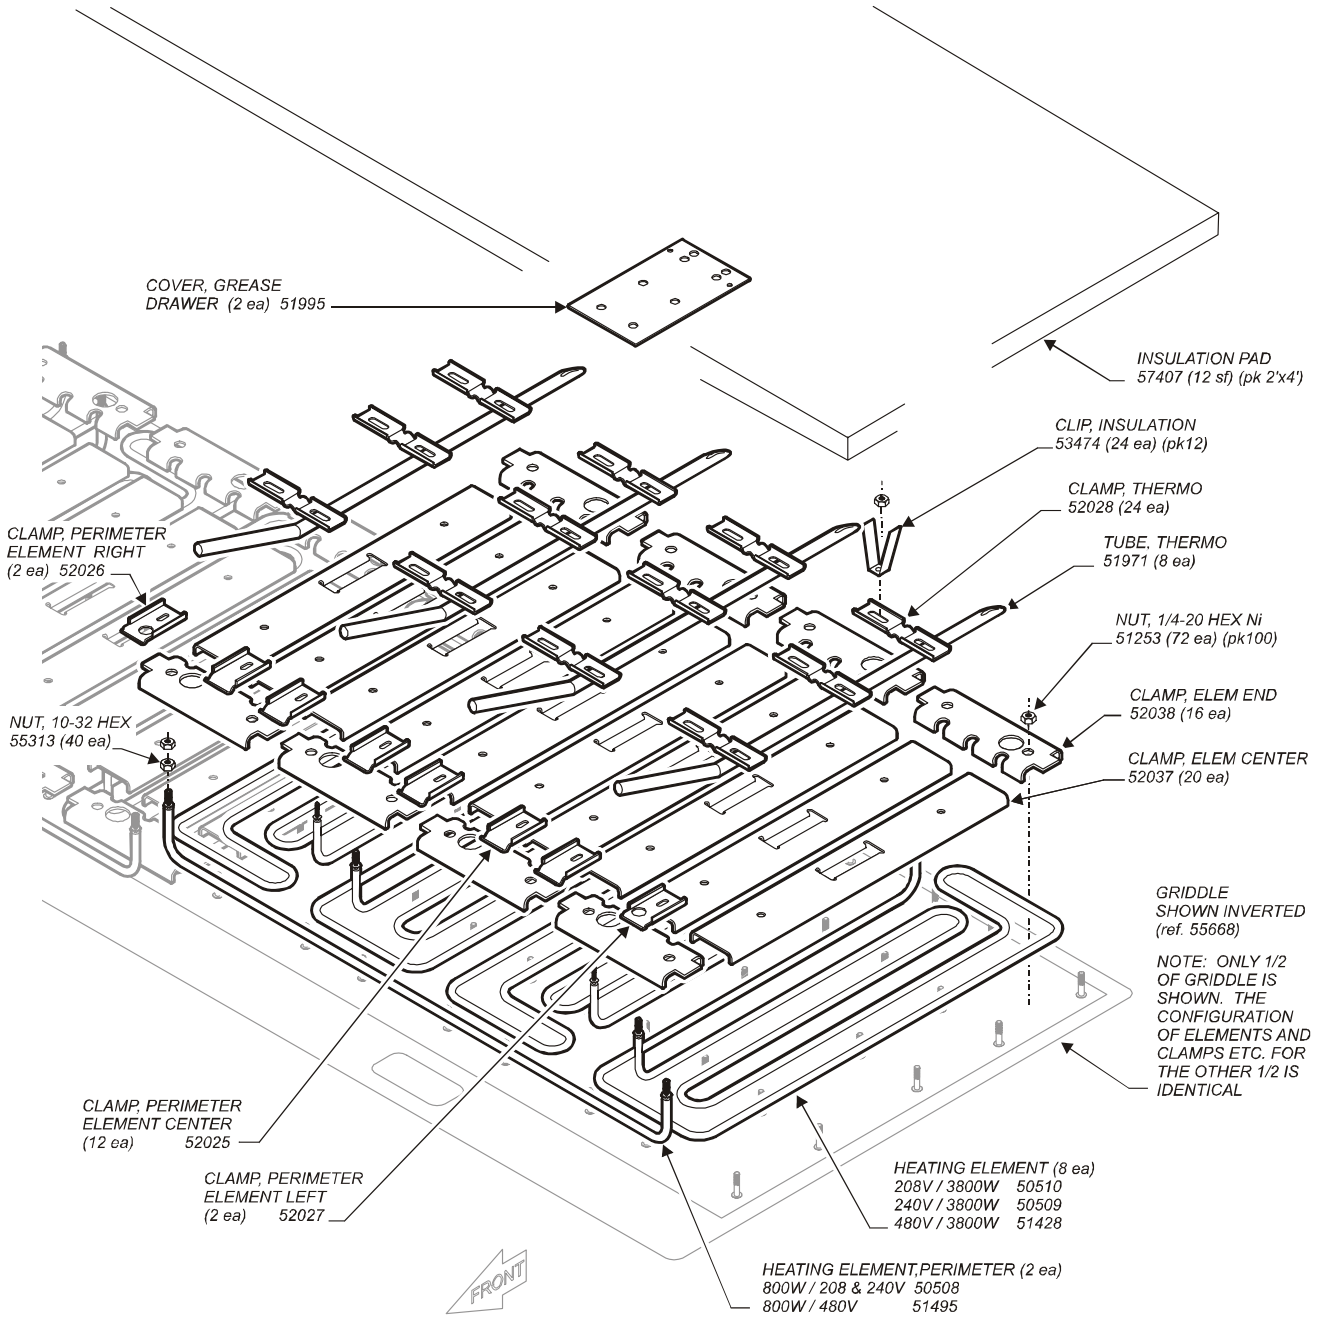 COVER, GREASE
DRAWER (2 ea) 51995
INSULATION PAD
57407 (12 sf) (pk 2'x4')
CLIP, INSULATION
53474 (24 ea) (pk12)
CLAMP, THERMO
52028 (24 ea)
TUBE, THERMO
51971 (8 ea)
NUT, 1/4-20 HEX Ni
51253 (72 ea) (pk100)
CLAMP, ELEM END
52038 (16 ea)
CLAMP, ELEM CENTER
52037 (20 ea)
CLAMP, PERIMETER
ELEMENT RIGHT
(2 ea) 52026
NUT, 10-32 HEX
55313 (40 ea)
GRIDDLE
SHOWN INVERTED
(ref. 55668)
NOTE: ONLY 1/2
OF GRIDDLE IS
SHOWN. THE
CONFIGURATION
OF ELEMENTS AND
CLAMPS ETC. FOR
THE OTHER 1/2 IS
IDENTICAL
CLAMP, PERIMETER
ELEMENT CENTER
(12 ea) 52025
CLAMP, PERIMETER
ELEMENT LEFT
(2 ea) 52027
HEATING ELEMENT (8 ea)
208V / 3800W 50510
240V / 3800W 50509
480V / 3800W 51428
HEATING ELEMENT, PERIMETER (2 ea)
800W / 208 & 240V 50508
800W / 480V 51495
FRONT